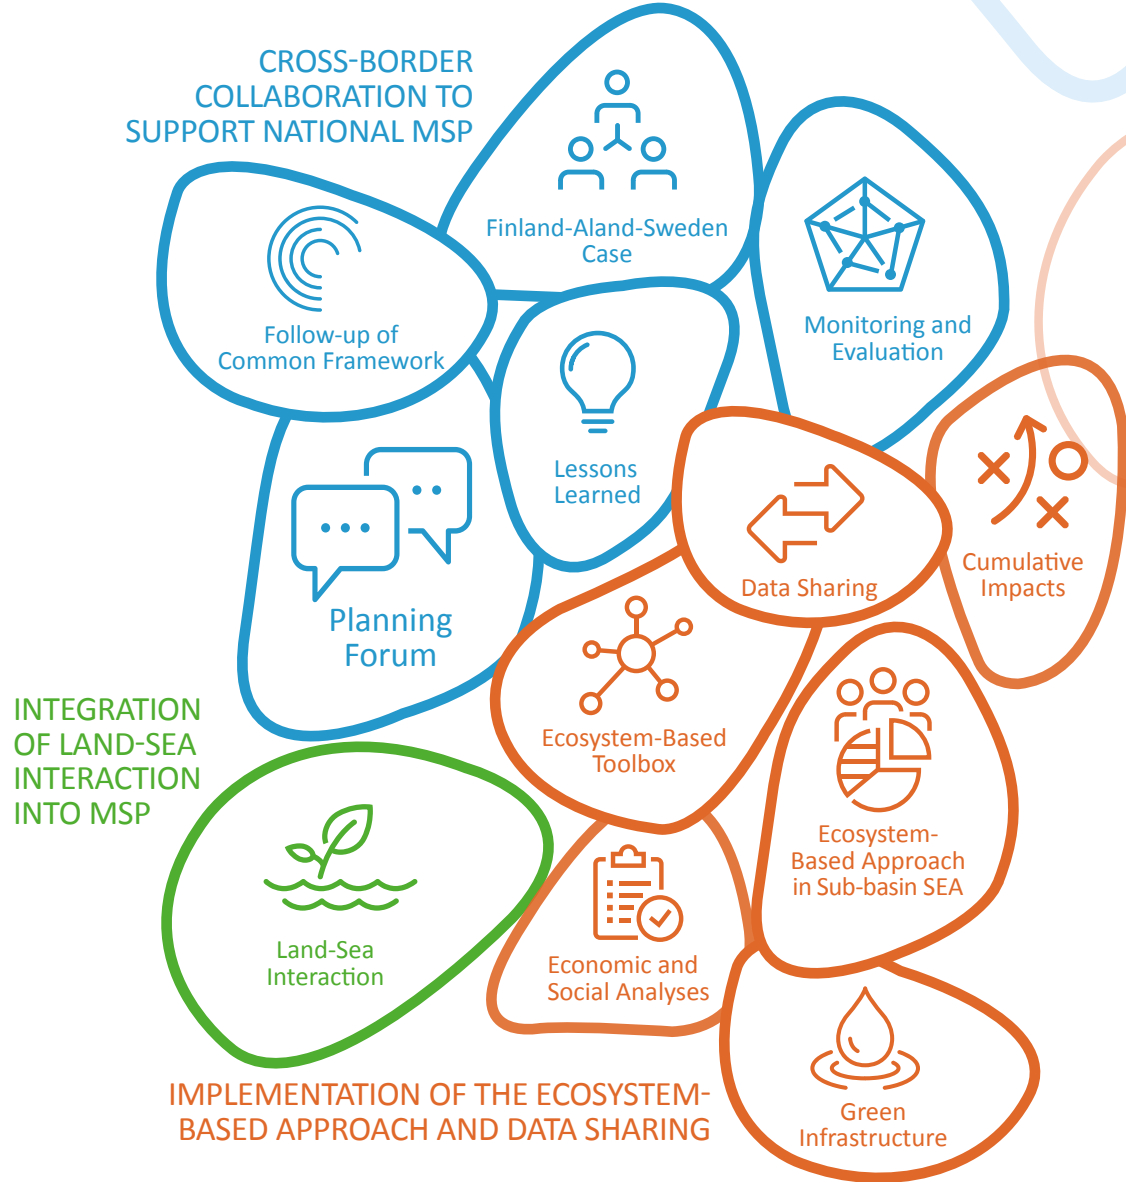 CROSS-BORDER
COLLABORATION TO
SUPPORT NATIONAL MSP
Finland-Aland-Sweden
Case
Monitoring and
Evaluation
Follow-up of
Common Framework
Lessons
Learned
Planning
Forum
Data Sharing
Cumulative
Impacts
Ecosystem-Based
Toolbox
Ecosystem-
Based Approach
in Sub-basin SEA
INTEGRATION
OF LAND-SEA
INTERACTION
INTO MSP
Land-Sea
Interaction
Economic and
Social Analyses
Green
Infrastructure
IMPLEMENTATION OF THE ECOSYSTEM-
BASED APPROACH AND DATA SHARING